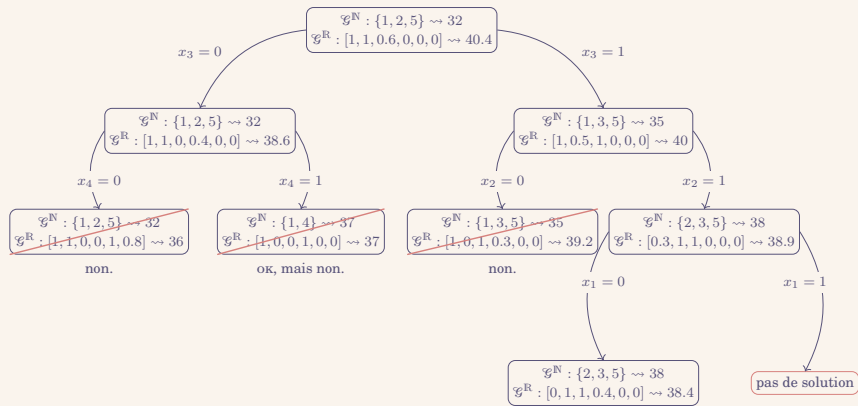 𝒢^ℕ : {1, 2, 5} ⇝ 32
𝒢^ℝ : [1, 1, 0.6, 0, 0, 0] ⇝ 40.4
x₃ = 0
x₃ = 1
𝒢^ℕ : {1, 2, 5} ⇝ 32
𝒢^ℝ : [1, 1, 0, 0.4, 0, 0] ⇝ 38.6
𝒢^ℕ : {1, 3, 5} ⇝ 35
𝒢^ℝ : [1, 0.5, 1, 0, 0, 0] ⇝ 40
x₄ = 0
x₄ = 1
x₂ = 0
x₂ = 1
𝒢^ℕ : {1, 2, 5} ⇝ 32
𝒢^ℝ : [1, 1, 0, 0, 1, 0.8] ⇝ 36
non.
𝒢^ℕ : {1, 4} ⇝ 37
𝒢^ℝ : [1, 0, 0, 1, 0, 0] ⇝ 37
OK, mais non.
𝒢^ℕ : {1, 3, 5} ⇝ 35
𝒢^ℝ : [1, 0, 1, 0.3, 0, 0] ⇝ 39.2
non.
𝒢^ℕ : {2, 3, 5} ⇝ 38
𝒢^ℝ : [0.3, 1, 1, 0, 0, 0] ⇝ 38.9
x₁ = 0
x₁ = 1
𝒢^ℕ : {2, 3, 5} ⇝ 38
𝒢^ℝ : [0, 1, 1, 0.4, 0, 0] ⇝ 38.4
pas de solution